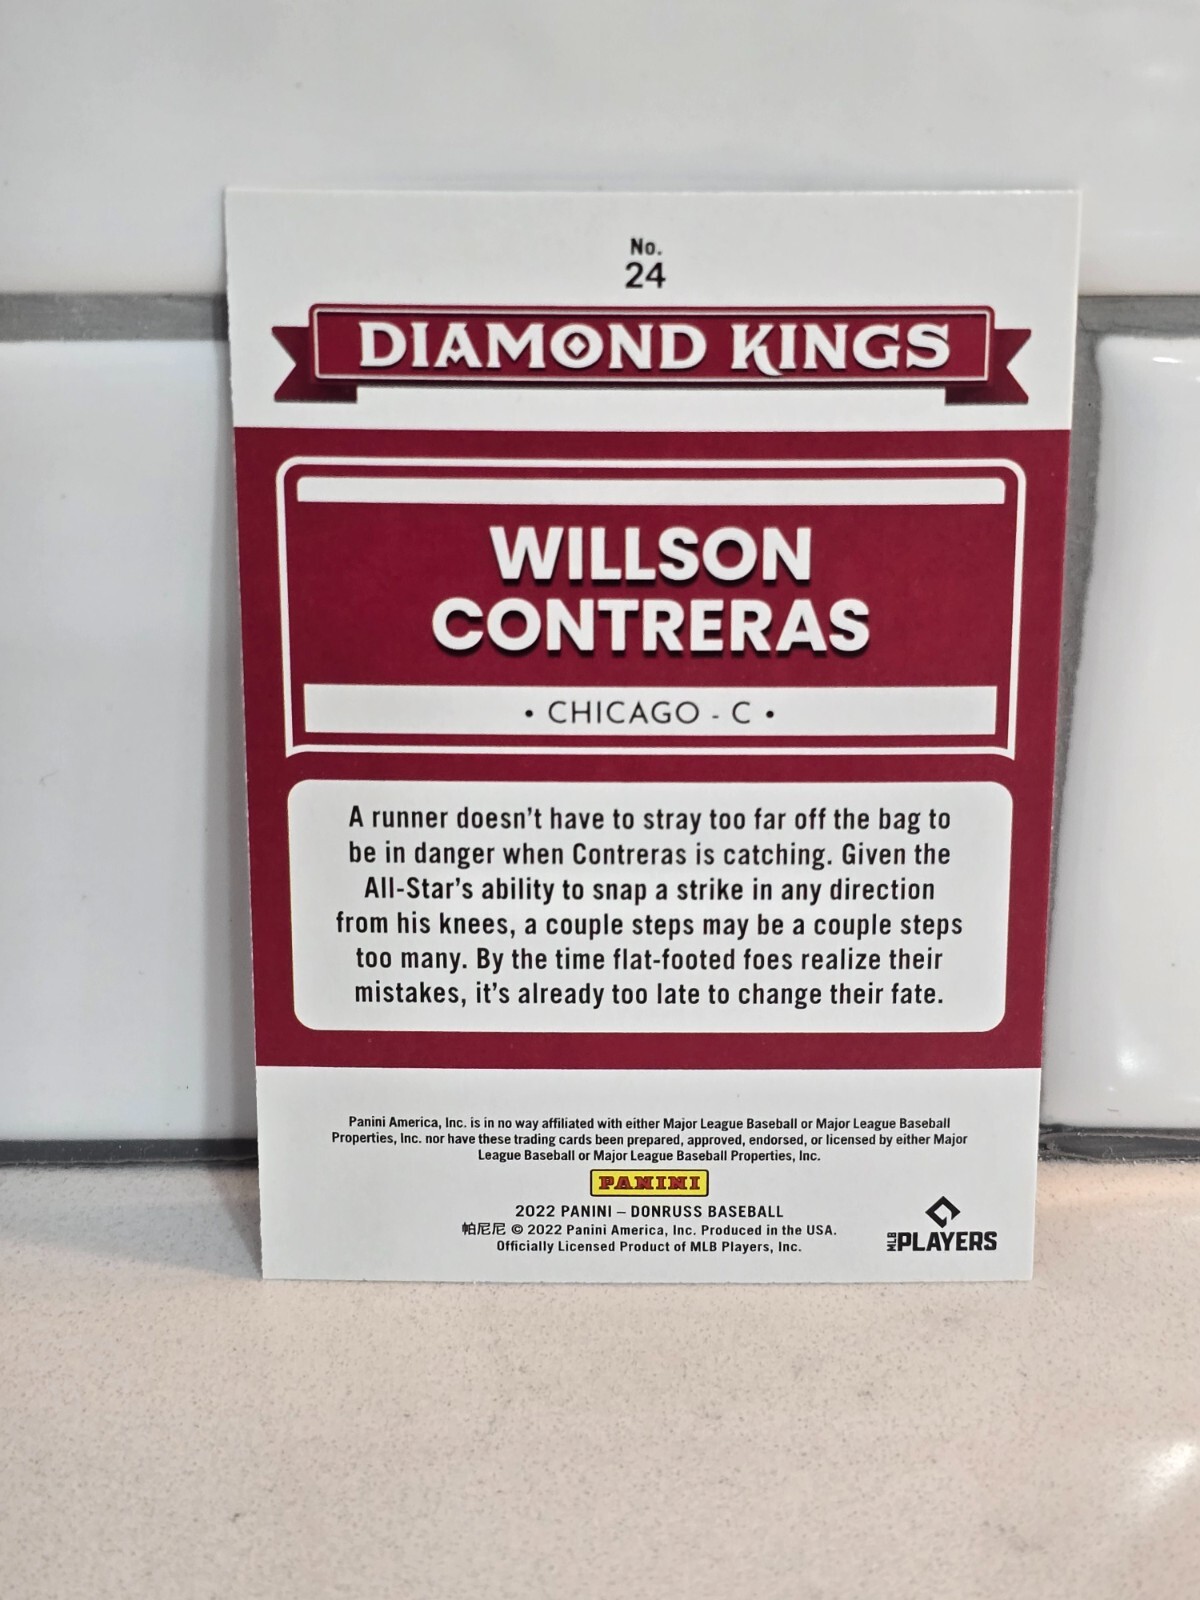 No.
24
DIAMOND KINGS
WILLSON
CONTRERAS
• CHICAGO - C •
A runner doesn't have to stray too far off the bag to
be in danger when Contreras is catching. Given the
All-Star's ability to snap a strike in any direction
from his knees, a couple steps may be a couple steps
too many. By the time flat-footed foes realize their
mistakes, it's already too late to change their fate.
Panini America, Inc. is in no way affiliated with either Major League Baseball or Major League Baseball
Properties, Inc. nor have these trading cards been prepared, approved, endorsed, or licensed by either Major
League Baseball or Major League Baseball Properties, Inc.
PANINI
2022 PANINI – DONRUSS BASEBALL
帕尼尼 © 2022 Panini America, Inc. Produced in the USA.
Officially Licensed Product of MLB Players, Inc.
MLB PLAYERS